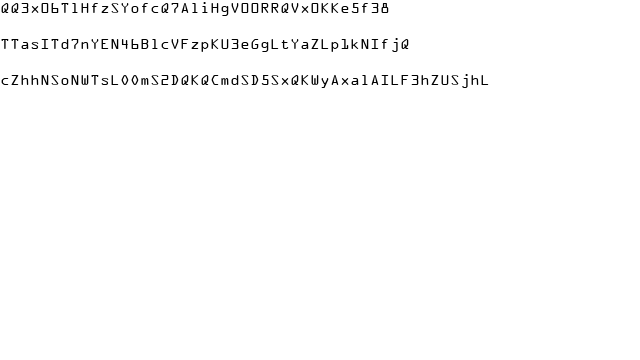 QQ3xO6TlHfzSYofcQ7AliHgVOORRQVxOKKe5f38
TTasITd7nYEN46BlcVFzpKU3eGgLtYaZLp1kNIfjQ
cZhhNSoNWTsL00mS2DQKQCmdSD5SxQKWyAxalAILF3hZUSjhL